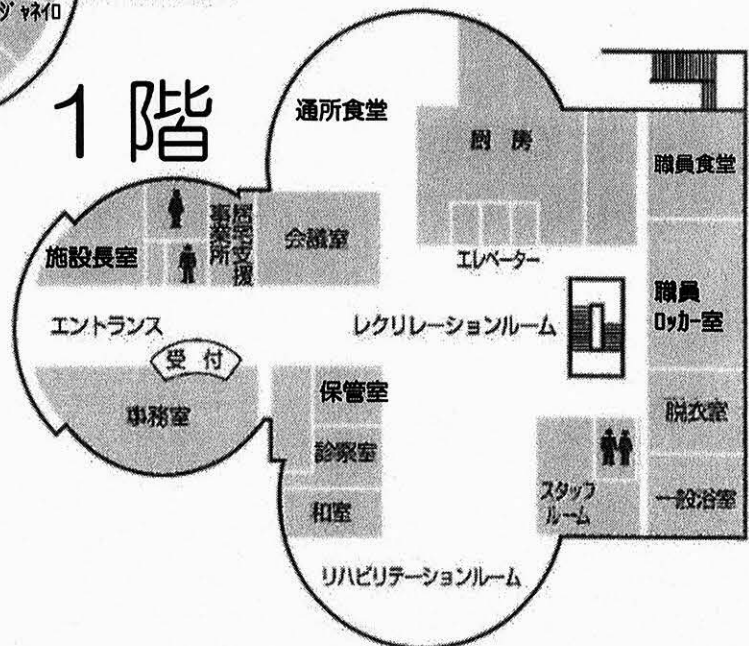 ジャネイロ
1階
通所食堂
厨房
職員食堂
居宅支援
事業所
会議室
施設長室
エレベーター
職員
ロッカー室
エントランス
レクリレーションルーム
受付
保管室
脱衣室
事務室
診察室
スタッフ
ルーム
一般浴室
和室
リハビリテーションルーム